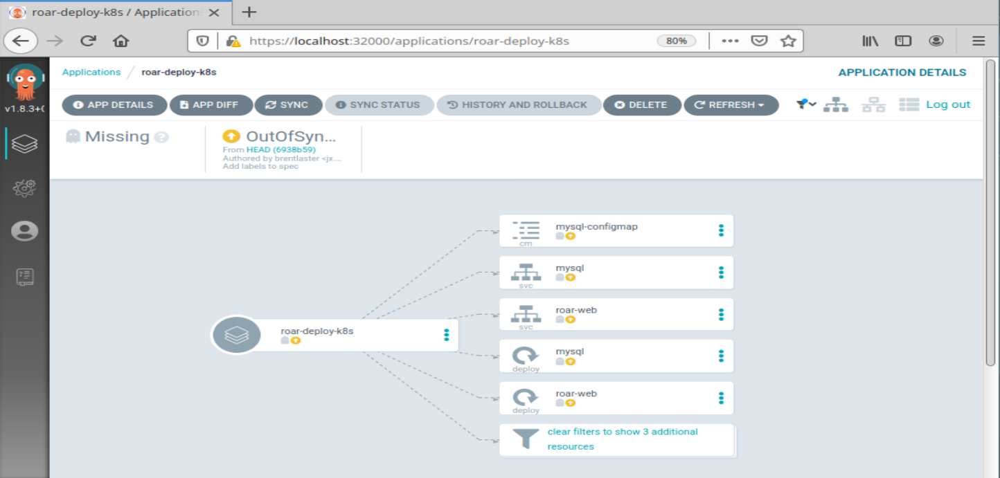 roar-deploy-k8s / Applications
https://localhost:32000/applications/roar-deploy-k8s
80%
v1.8.3+0
Applications / roar-deploy-k8s
APPLICATION DETAILS
APP DETAILS
APP DIFF
SYNC
SYNC STATUS
HISTORY AND ROLLBACK
DELETE
REFRESH
Log out
Missing
OutOfSyn...
From HEAD (6938b59)
Authored by brentlaster <jx....
Add labels to spec
roar-deploy-k8s
mysql-configmap
cm
mysql
svc
roar-web
svc
mysql
deploy
roar-web
deploy
clear filters to show 3 additional
resources